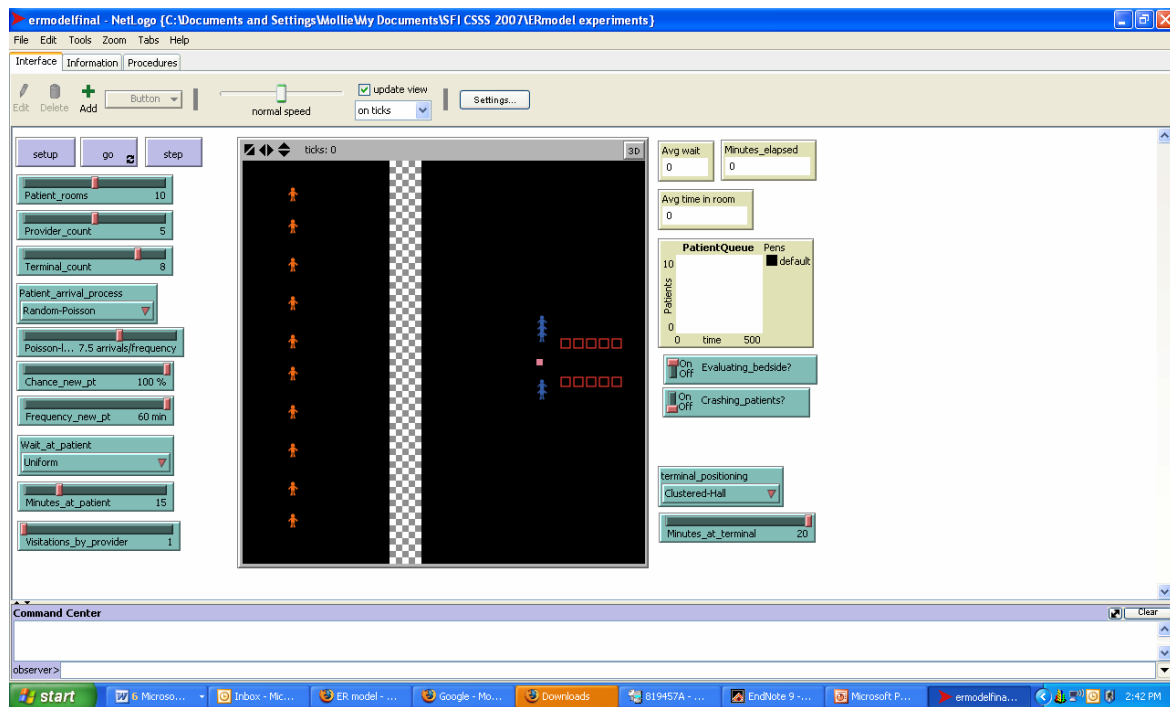 ermodelfinal - NetLogo {C:\Documents and Settings\Mollie\My Documents\SFI CSSS 2007\ERmodel experiments}
File Edit Tools Zoom Tabs Help
Interface Information Procedures
Edit Delete Add Button normal speed update view on ticks Settings...
setup go step
ticks: 0 3D
Patient_rooms 10
Provider_count 5
Terminal_count 8
Patient_arrival_process
Random-Poisson
Poisson-l... 7.5 arrivals/frequency
Chance_new_pt 100 %
Frequency_new_pt 60 min
Wait_at_patient
Uniform
Minutes_at_patient 15
Visitations_by_provider 1
Avg wait Minutes_elapsed
0 0
Avg time in room
0
PatientQueue Pens
default
10
Patients
0
0 time 500
On
Off Evaluating_bedside?
On
Off Crashing_patients?
terminal_positioning
Clustered-Hall
Minutes_at_terminal 20
Command Center Clear
observer>
start 6 Microso... Inbox - Mic... ER model - ... Google - Mo... Downloads 819457A - ... EndNote 9 -... Microsoft P... ermodelfina... 2:42 PM